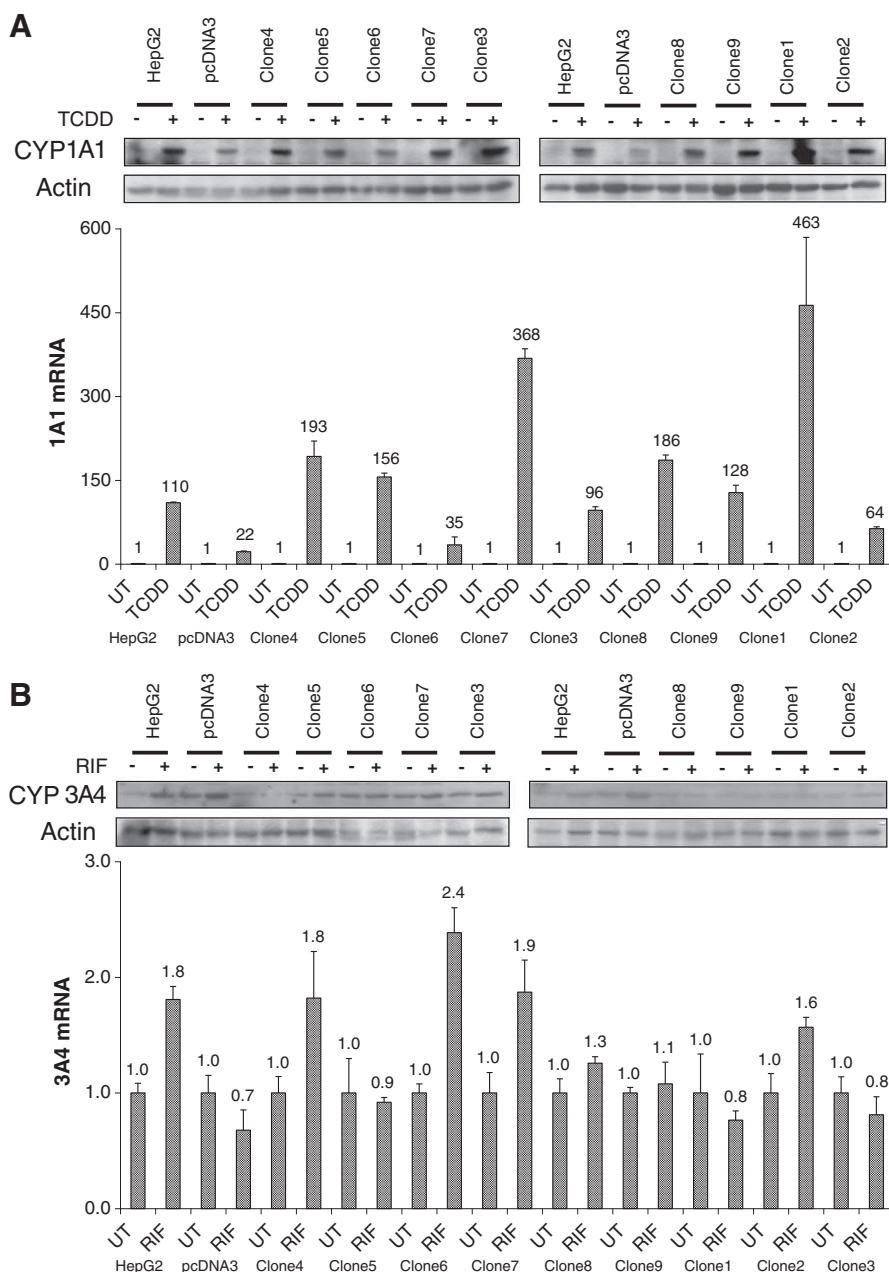 A
HepG2 pcDNA3 Clone4 Clone5 Clone6 Clone7 Clone3 HepG2 pcDNA3 Clone8 Clone9 Clone1 Clone2
TCDD - + - + - + - + - + - + - + - + - + - + - + - + - +
CYP1A1
Actin
1A1 mRNA
600
450
300
150
0
1 110 1 22 1 193 1 156 1 35 1 368 1 96 1 186 1 128 1 463 1 64
UT TCDD UT TCDD UT TCDD UT TCDD UT TCDD UT TCDD UT TCDD UT TCDD UT TCDD UT TCDD UT TCDD
HepG2 pcDNA3 Clone4 Clone5 Clone6 Clone7 Clone3 Clone8 Clone9 Clone1 Clone2
B
HepG2 pcDNA3 Clone4 Clone5 Clone6 Clone7 Clone3 HepG2 pcDNA3 Clone8 Clone9 Clone1 Clone2
RIF - + - + - + - + - + - + - + - + - + - + - + - + - +
CYP 3A4
Actin
3A4 mRNA
3.0
2.0
1.0
0.0
1.0 1.8 1.0 0.7 1.0 1.8 1.0 0.9 1.0 2.4 1.0 1.9 1.0 1.3 1.0 1.1 1.0 0.8 1.0 1.6 1.0 0.8
UT RIF UT RIF UT RIF UT RIF UT RIF UT RIF UT RIF UT RIF UT RIF UT RIF UT RIF
HepG2 pcDNA3 Clone4 Clone5 Clone6 Clone7 Clone8 Clone9 Clone1 Clone2 Clone3